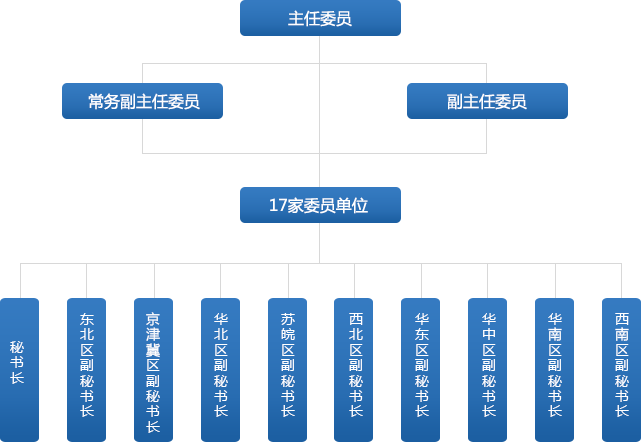 主任委员
常务副主任委员
副主任委员
17家委员单位
秘书长
东北区副秘书长
京津冀区副秘书长
华北区副秘书长
苏皖区副秘书长
西北区副秘书长
华东区副秘书长
华中区副秘书长
华南区副秘书长
西南区副秘书长